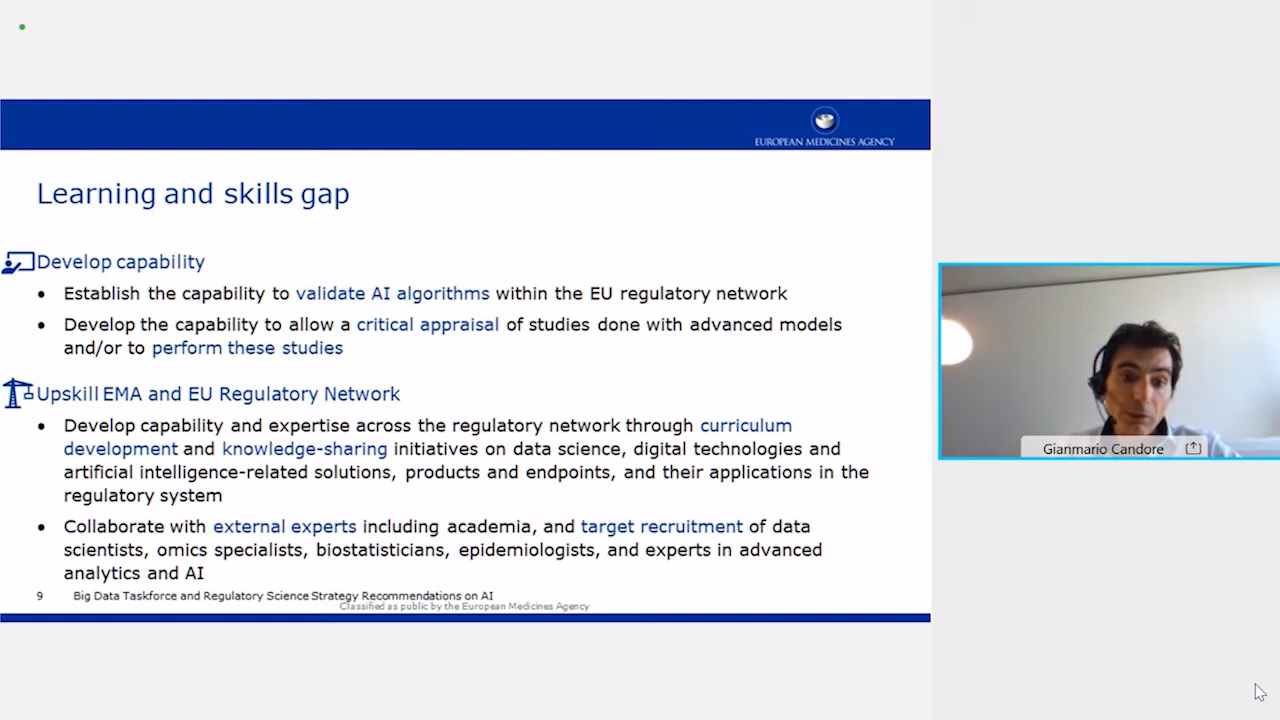 EUROPEAN MEDICINES AGENCY
Learning and skills gap
Develop capability
• Establish the capability to validate AI algorithms within the EU regulatory network
• Develop the capability to allow a critical appraisal of studies done with advanced models
and/or to perform these studies
Upskill EMA and EU Regulatory Network
• Develop capability and expertise across the regulatory network through curriculum
development and knowledge-sharing initiatives on data science, digital technologies and
artificial intelligence-related solutions, products and endpoints, and their applications in the
regulatory system
• Collaborate with external experts including academia, and target recruitment of data
scientists, omics specialists, biostatisticians, epidemiologists, and experts in advanced
analytics and AI
9 Big Data Taskforce and Regulatory Science Strategy Recommendations on AI
Classified as public by the European Medicines Agency
Gianmario Candore